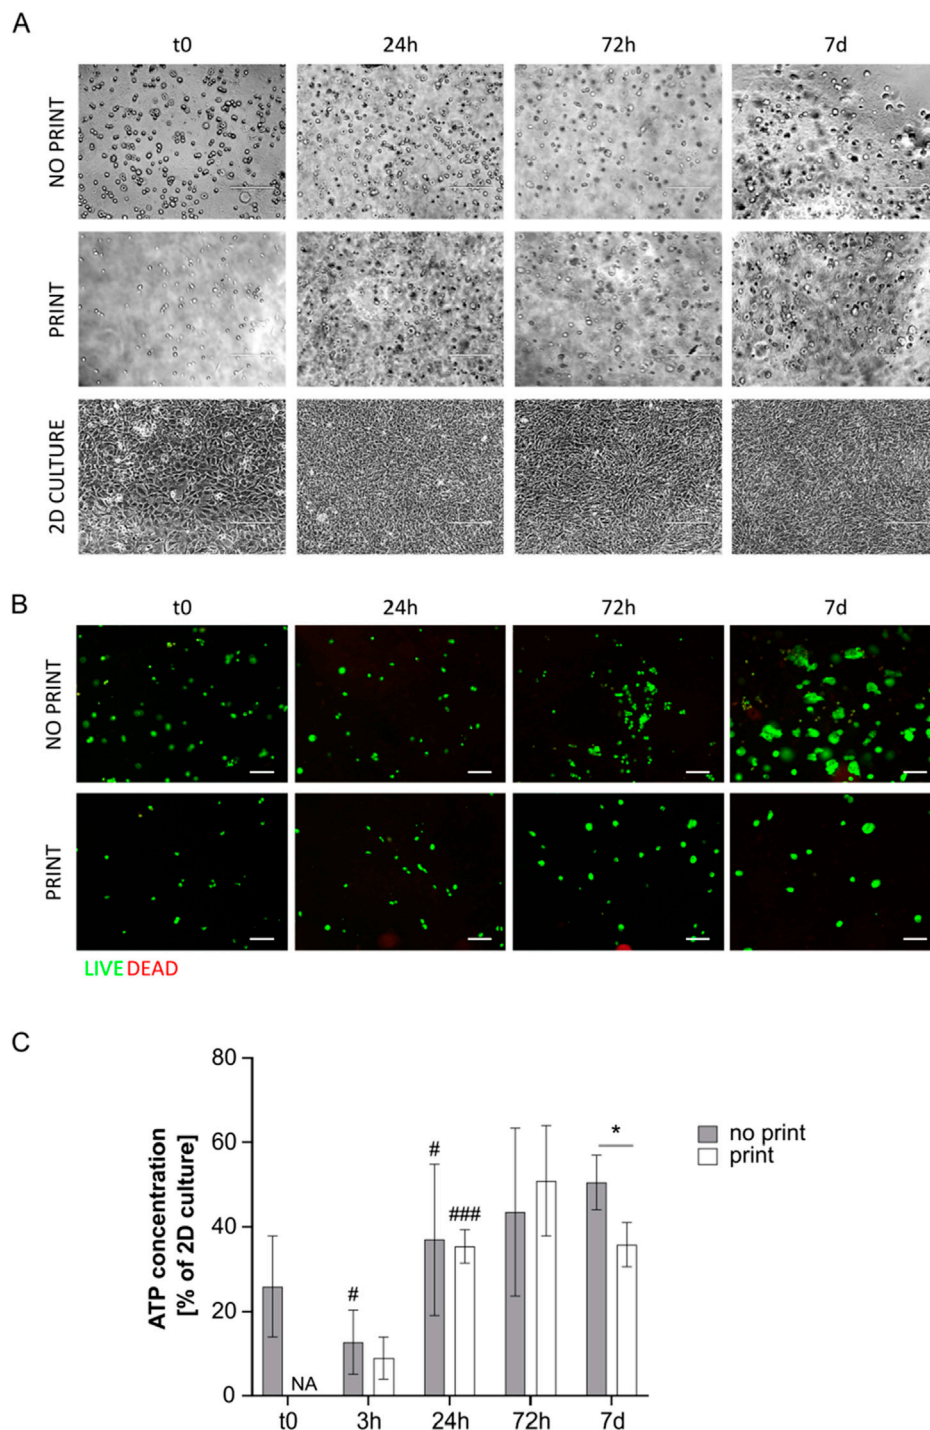 A
t0 24h 72h 7d
NO PRINT
PRINT
2D CULTURE
B
t0 24h 72h 7d
NO PRINT
PRINT
LIVE DEAD
C
ATP concentration
[% of 2D culture]
80
60
40
20
0
#
#
###
*
NA
t0 3h 24h 72h 7d
no print
print